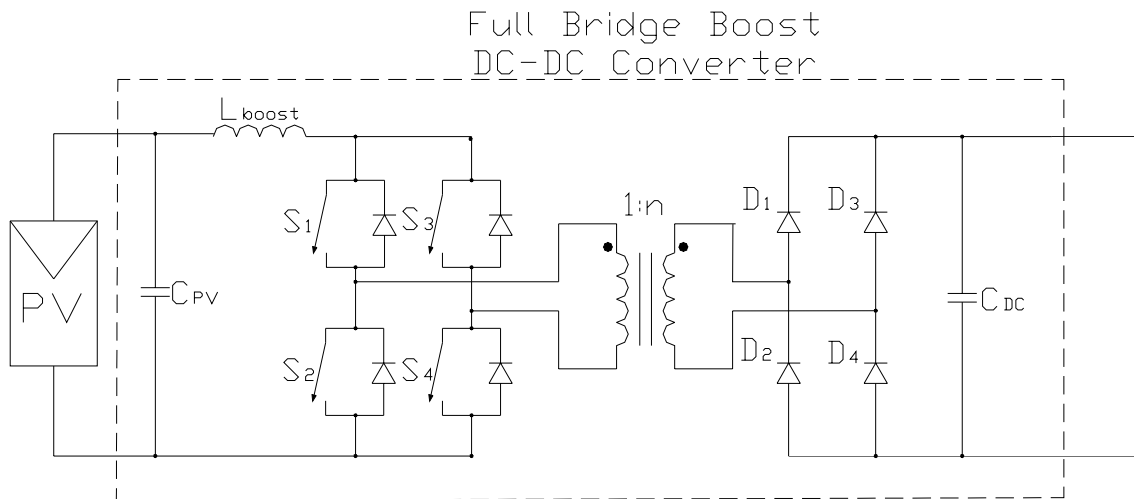 Full Bridge Boost
DC-DC Converter
Lboost
S1
S3
1:n
D1
D3
PV
CPV
CDC
S2
S4
D2
D4